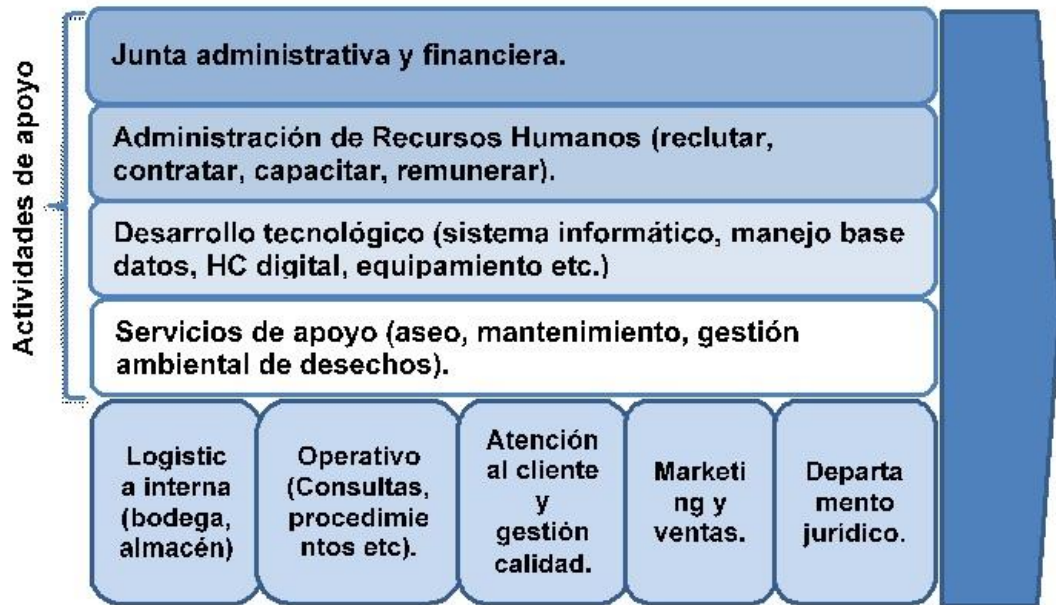 Actividades de apoyo
Junta administrativa y financiera.
Administración de Recursos Humanos (reclutar,
contratar, capacitar, remunerar).
Desarrollo tecnológico (sistema informático, manejo base
datos, HC digital, equipamiento etc.)
Servicios de apoyo (aseo, mantenimiento, gestión
ambiental de desechos).
Logistic
a interna
(bodega,
almacén)
Operativo
(Consultas,
procedimie
ntos etc).
Atención
al cliente
y
gestión
calidad.
Marketi
ng y
ventas.
Departa
mento
jurídico.